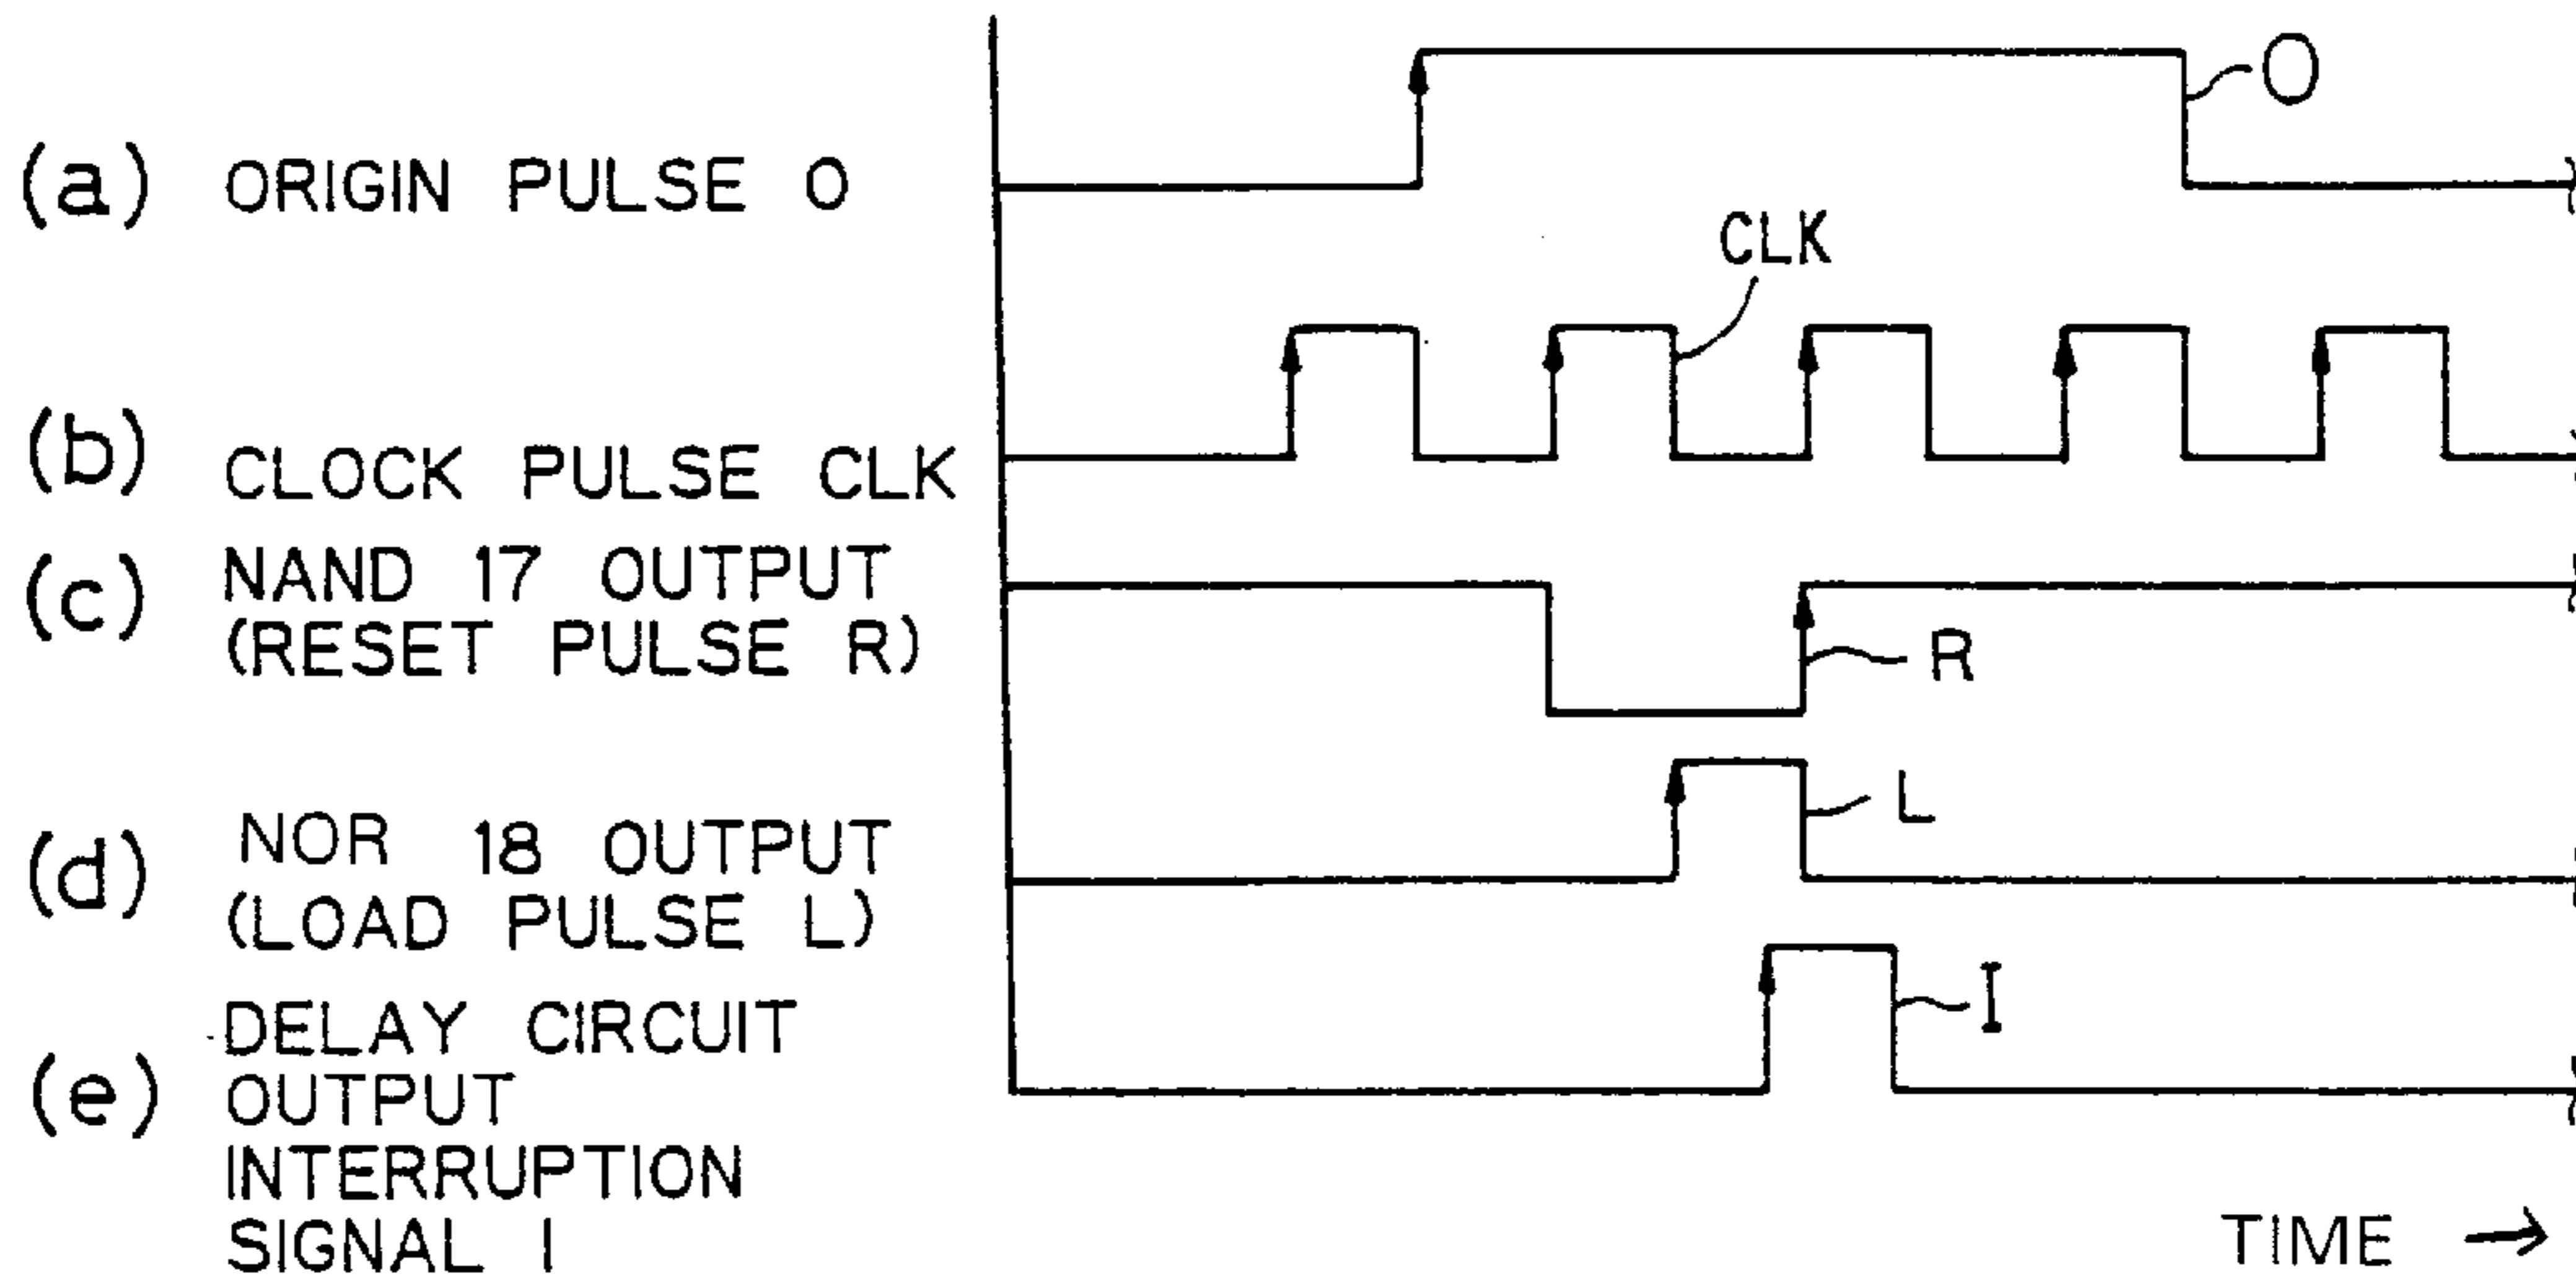 O
(a) ORIGIN PULSE O
CLK
(b) CLOCK PULSE CLK
(c) NAND 17 OUTPUT
(RESET PULSE R)
R
(d) NOR 18 OUTPUT
(LOAD PULSE L)
L
(e) DELAY CIRCUIT
OUTPUT
INTERRUPTION
SIGNAL I
I
TIME →